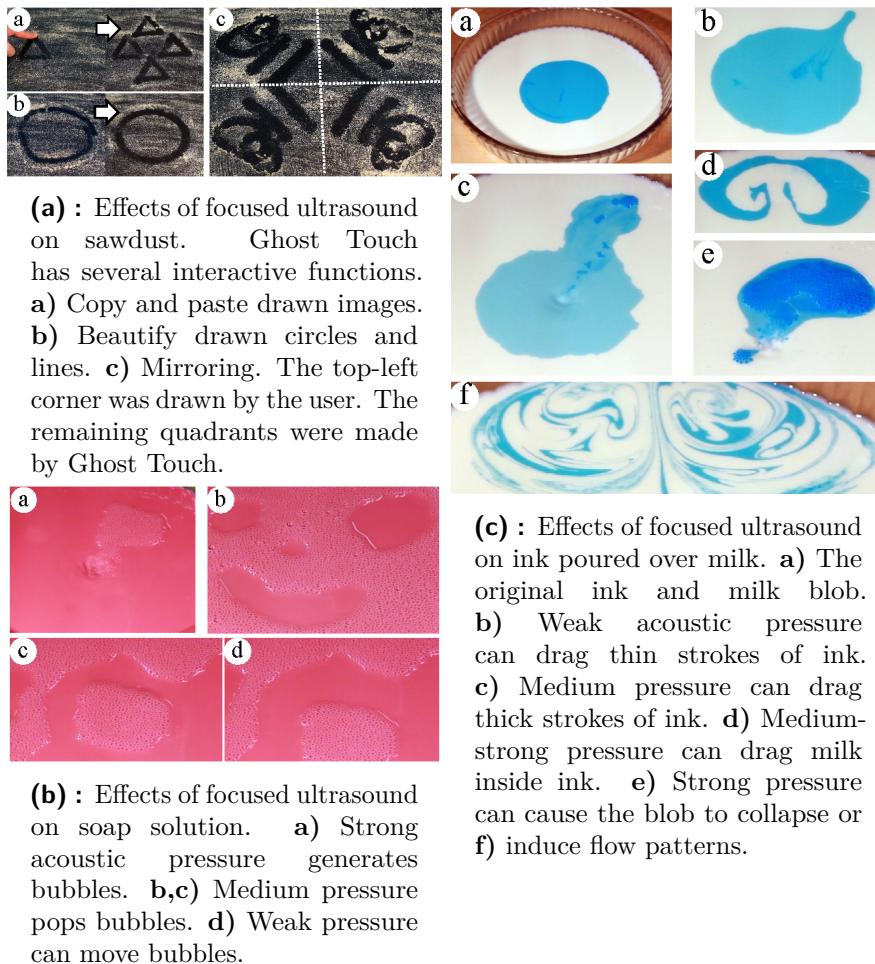 a
c
b
(a) : Effects of focused ultrasound
on sawdust. Ghost Touch
has several interactive functions.
a) Copy and paste drawn images.
b) Beautify drawn circles and
lines. c) Mirroring. The top-left
corner was drawn by the user. The
remaining quadrants were made
by Ghost Touch.
a
b
c
d
(b) : Effects of focused ultrasound
on soap solution. a) Strong
acoustic pressure generates
bubbles. b,c) Medium pressure
pops bubbles. d) Weak pressure
can move bubbles.
a
b
c
d
e
f
(c) : Effects of focused ultrasound
on ink poured over milk. a) The
original ink and milk blob.
b) Weak acoustic pressure
can drag thin strokes of ink.
c) Medium pressure can drag
thick strokes of ink. d) Medium-
strong pressure can drag milk
inside ink. e) Strong pressure
can cause the blob to collapse or
f) induce flow patterns.